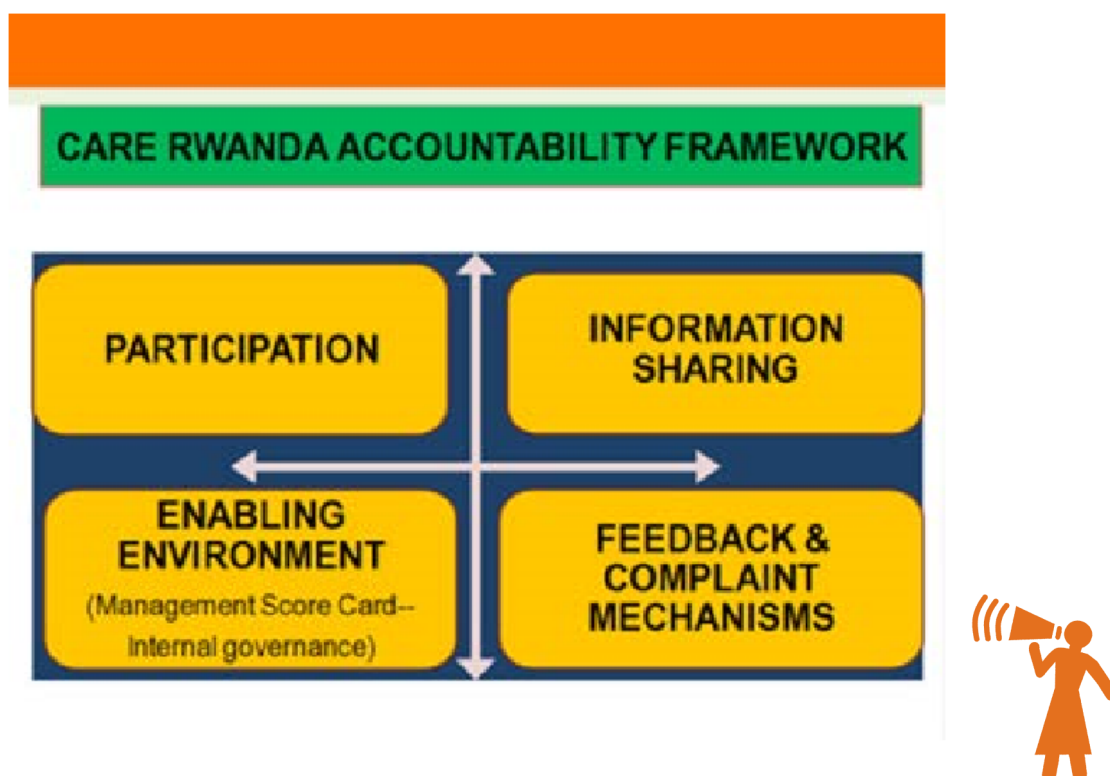 CARE RWANDA ACCOUNTABILITY FRAMEWORK
PARTICIPATION
INFORMATION
SHARING
ENABLING
ENVIRONMENT
(Management Score Card--
Internal governance)
FEEDBACK &
COMPLAINT
MECHANISMS